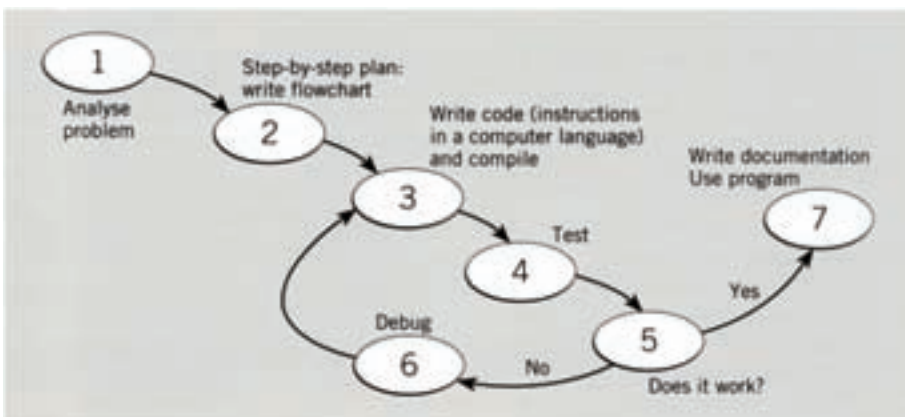 1
Analyse
problem
Step-by-step plan:
write flowchart
2
Write code (instructions
in a computer language)
and compile
3
Test
4
Does it work?
5
No
Debug
6
Yes
Write documentation
Use program
7